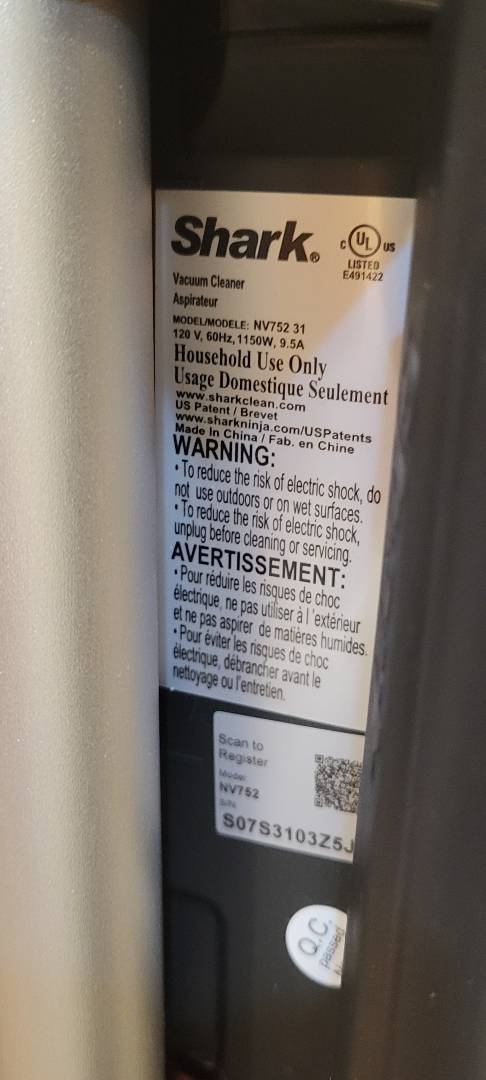 Shark®
C UL US
LISTED
E491422
Vacuum Cleaner
Aspirateur
MODEL/MODELE: NV752 31
120 V, 60Hz, 1150W, 9.5A
Household Use Only
Usage Domestique Seulement
www.sharkclean.com
US Patent / Brevet
www.sharkninja.com/USPatents
Made In China / Fab. en Chine
WARNING:
• To reduce the risk of electric shock, do
not use outdoors or on wet surfaces.
• To reduce the risk of electric shock,
unplug before cleaning or servicing.
AVERTISSEMENT:
• Pour réduire les risques de choc
électrique, ne pas utiliser à l'extérieur
et ne pas aspirer de matières humides.
• Pour éviter les risques de choc
électrique, débrancher avant le
nettoyage ou l'entretien.
Scan to
Register
Model
NV752
S/N
S07S3103Z5J
Q.C.
passed